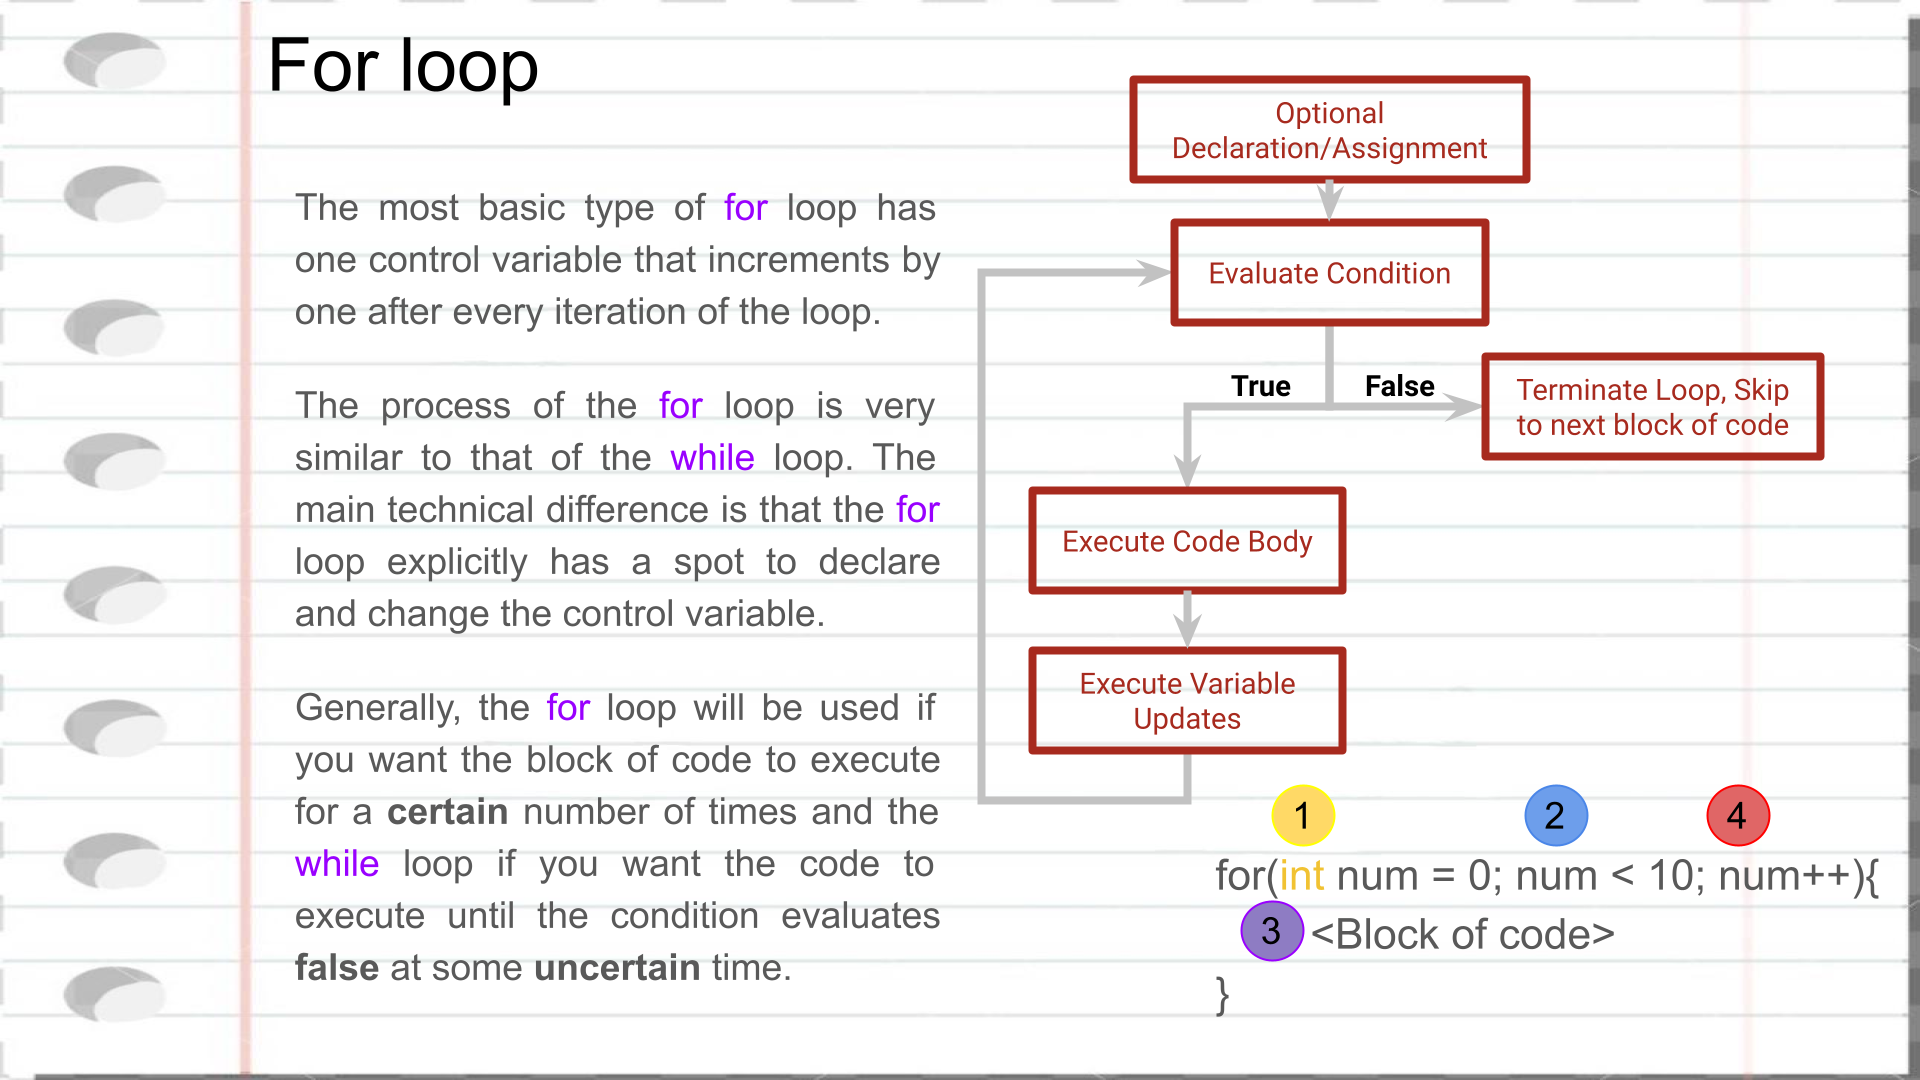 For loop
The most basic type of for loop has
one control variable that increments by
one after every iteration of the loop.
The process of the for loop is very
similar to that of the while loop. The
main technical difference is that the for
loop explicitly has a spot to declare
and change the control variable.
Generally, the for loop will be used if
you want the block of code to execute
for a certain number of times and the
while loop if you want the code to
execute until the condition evaluates
false at some uncertain time.
Optional
Declaration/Assignment
Evaluate Condition
True
False
Terminate Loop, Skip
to next block of code
Execute Code Body
Execute Variable
Updates
1
2
4
for(int num = 0; num < 10; num++){
3 <Block of code>
}